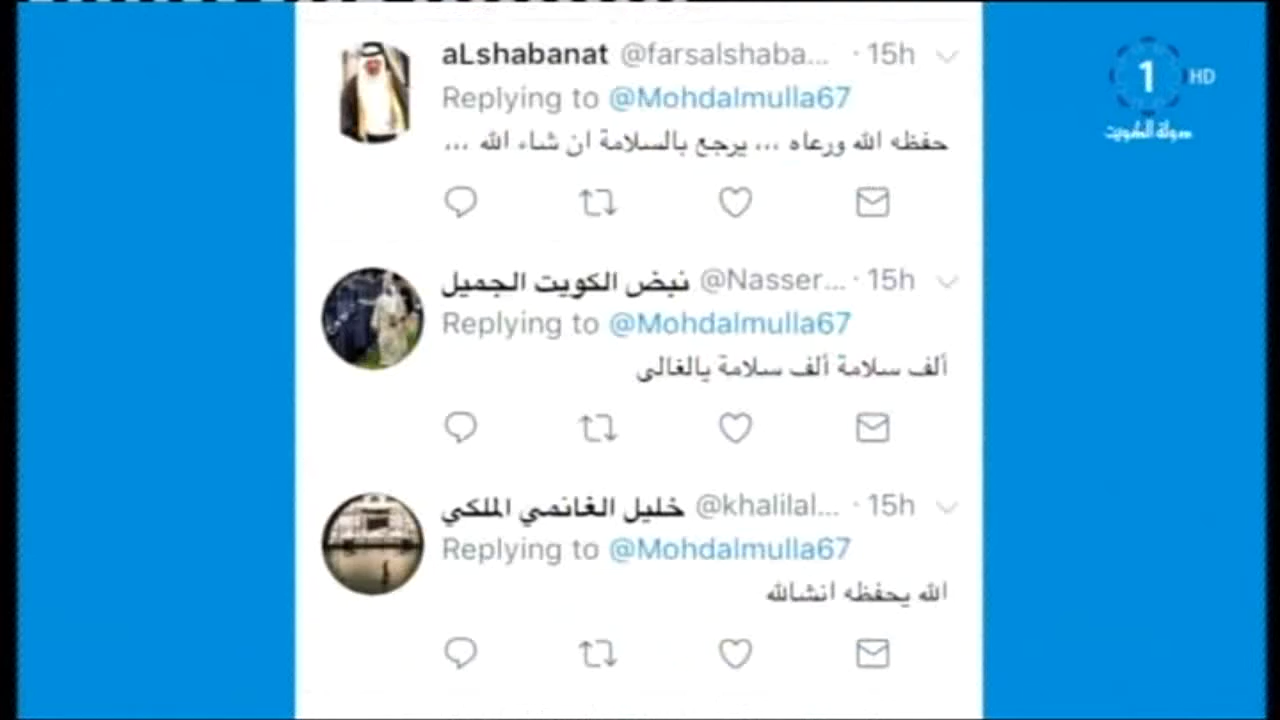 aLshabanat @farsalshaba... · 15h
Replying to @Mohdalmulla67
حفظه الله ورعاه ... يرجع بالسلامة ان شاء الله ...
نبض الكويت الجميل @Nasser... · 15h
Replying to @Mohdalmulla67
ألف سلامة ألف سلامة يالغالى
خليل الغانمي الملكي @khalilal... · 15h
Replying to @Mohdalmulla67
الله يحفظه انشالله
1 HD
دولة الكويت